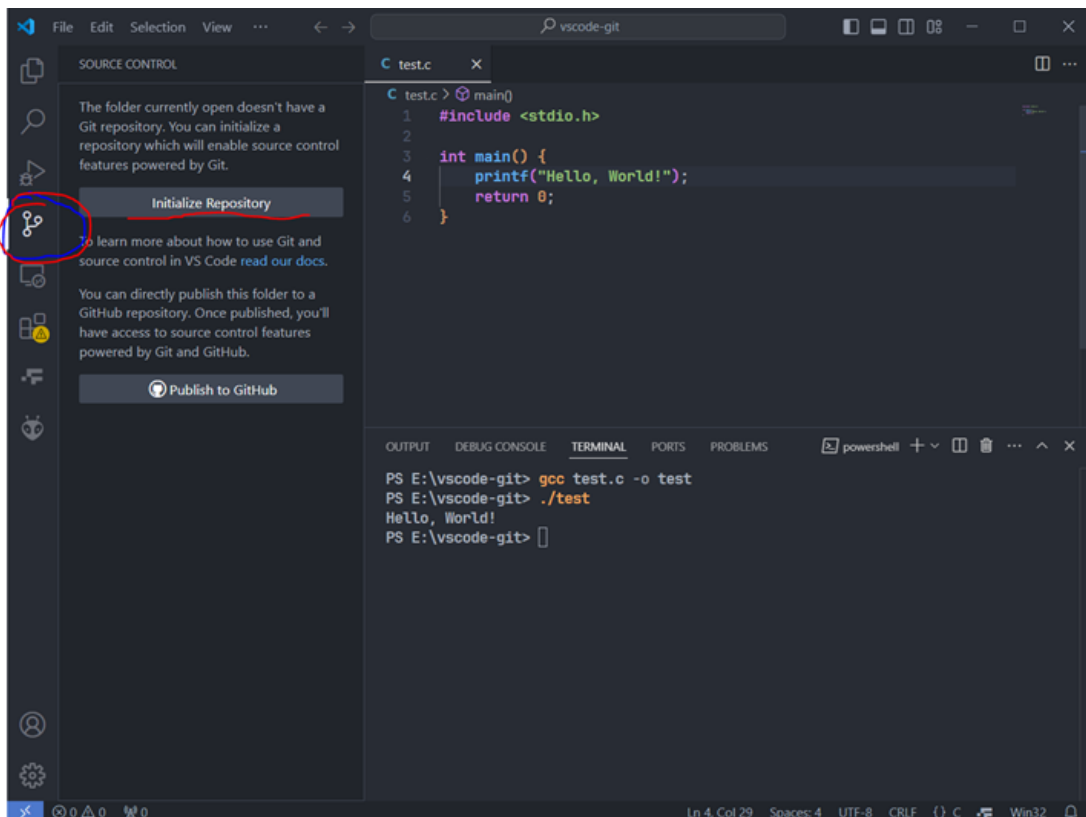 File Edit Selection View ··· ← → vscode-git
SOURCE CONTROL
The folder currently open doesn't have a
Git repository. You can initialize a
repository which will enable source control
features powered by Git.
Initialize Repository
To learn more about how to use Git and
source control in VS Code read our docs.
You can directly publish this folder to a
GitHub repository. Once published, you'll
have access to source control features
powered by Git and GitHub.
Publish to GitHub
C test.c ×
C test.c > main()
1 #include <stdio.h>
2
3 int main() {
4 printf("Hello, World!");
5 return 0;
6 }
OUTPUT DEBUG CONSOLE TERMINAL PORTS PROBLEMS powershell
PS E:\vscode-git> gcc test.c -o test
PS E:\vscode-git> ./test
Hello, World!
PS E:\vscode-git>
0 0 0 Ln 4, Col 29 Spaces: 4 UTF-8 CRLF {} C Win32